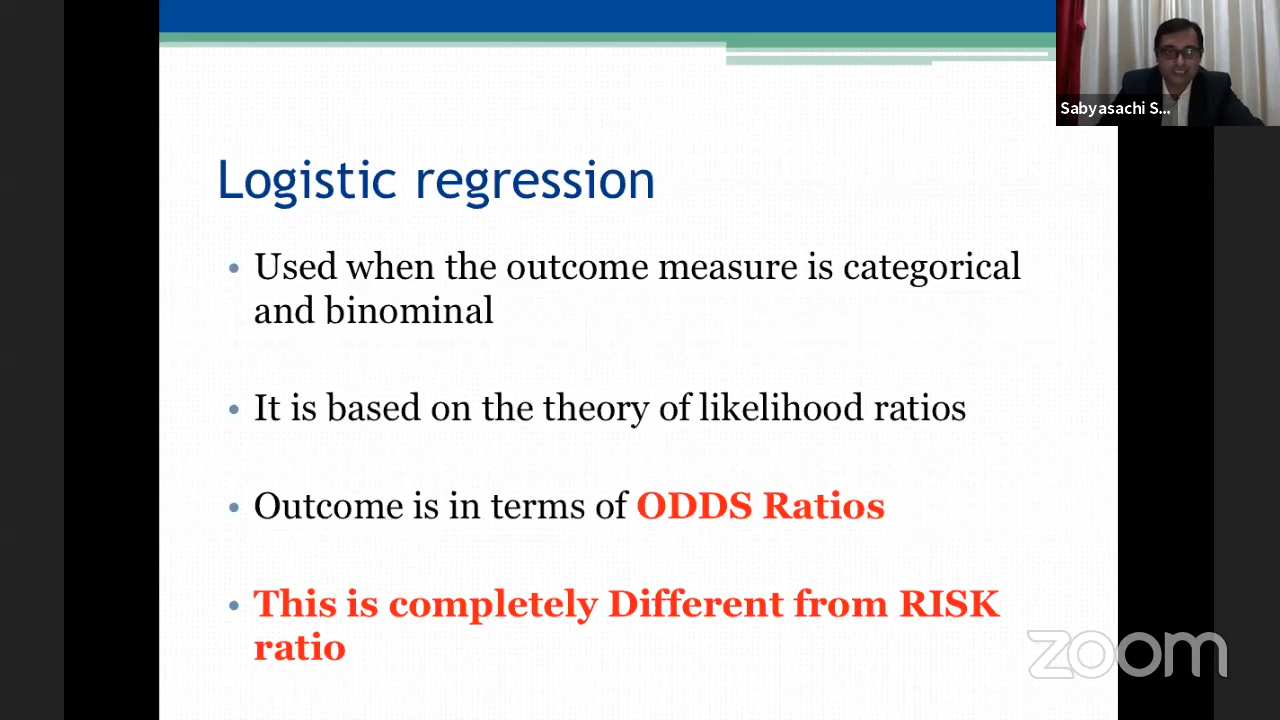 Sabyasachi S...
Logistic regression
• Used when the outcome measure is categorical
and binominal
• It is based on the theory of likelihood ratios
• Outcome is in terms of ODDS Ratios
• This is completely Different from RISK
ratio
zoom